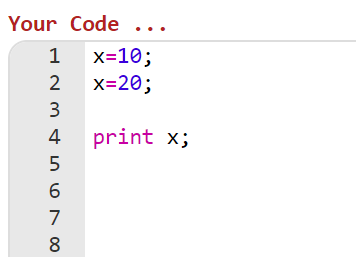 Your Code ...
1 x=10;
2 x=20;
3
4 print x;
5
6
7
8